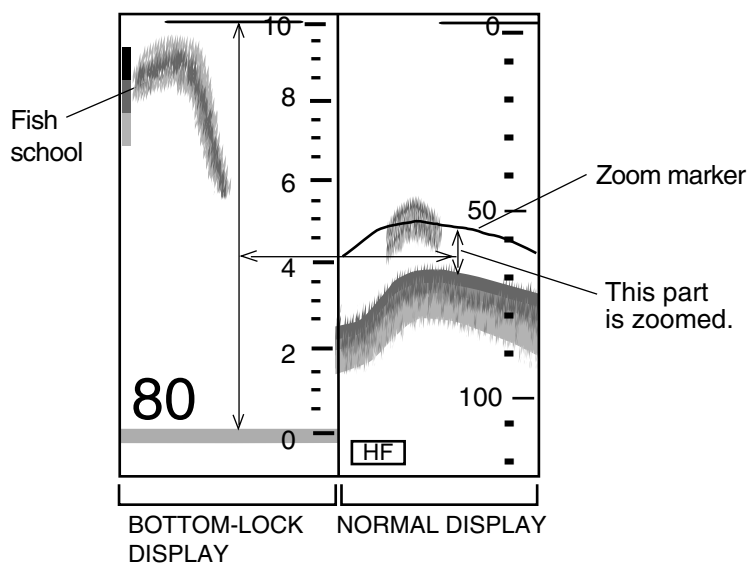 Fish
school
10
8
6
4
2
0
80
0
50
100
HF
Zoom marker
This part
is zoomed.
BOTTOM-LOCK
DISPLAY
NORMAL DISPLAY